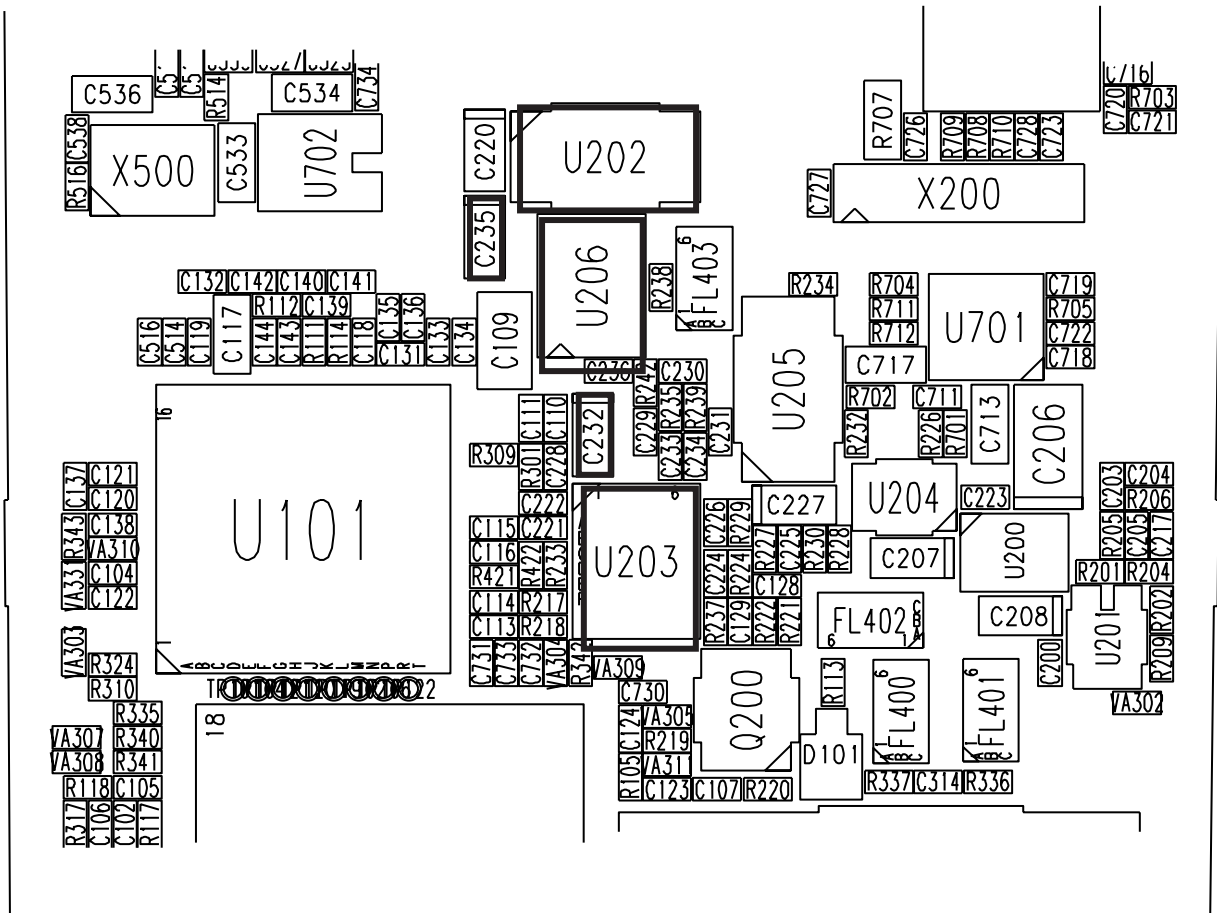 C536
R514
C534
C734
C538
R516
X500
C533
U702
C220
U202
C235
U206
R238
FL403
R707
C726
R709
R708
R710
C728
C723
C727
X200
C720
R703
C721
C132
C142
C140
C141
R112
C139
C135
C136
C516
C514
C119
C117
C144
C143
R111
R114
C118
C131
C133
C134
C109
R234
R704
R711
R712
U701
C719
R705
C722
C718
C717
U205
C236
R242
C230
R235
R239
C229
C233
C234
C231
R702
C711
R232
R226
R701
C713
C206
16
U101
A B C D E F G H J K L M N P R T
C111
C110
R309
R301
C228
C232
C222
C115
C221
C116
R421
R422
R233
C114
R217
C113
R218
C731
C733
C732
VA304
R342
VA309
U203
C226
R229
C227
R227
C225
R230
R228
C224
R224
C128
R237
C129
R222
R221
U204
C223
C207
U200
C208
FL402
C203
C204
R206
R205
C205
C217
R201
R204
R202
R209
U201
C200
VA302
C137
C121
C120
R343
C138
VA310
C104
C122
VA303
R324
R310
R335
VA307
R340
VA308
R341
R118
C105
R317
C106
C102
R117
18
C730
C124
VA305
R219
R105
VA311
C123
C107
R220
Q200
R113
D101
FL400
FL401
R337
C314
R336